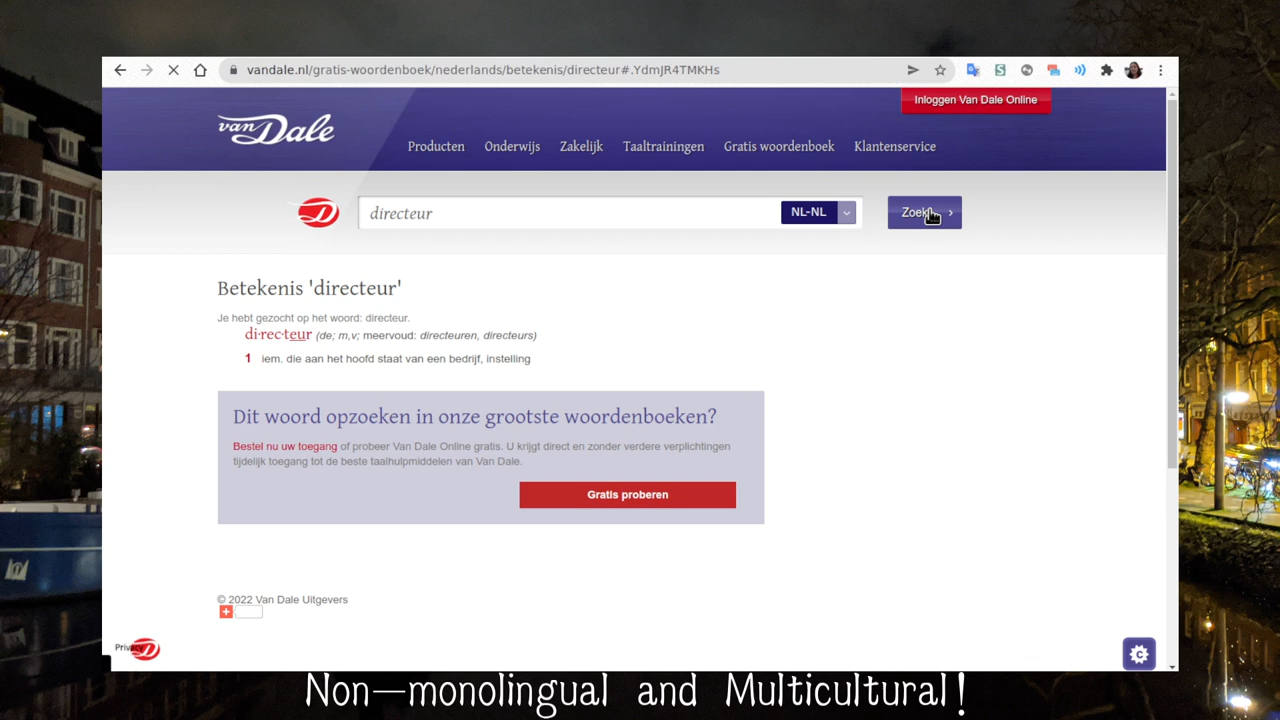 vandale.nl/gratis-woordenboek/nederlands/betekenis/directeur#.YdmJR4TMKHs
Inloggen Van Dale Online
van Dale
Producten Onderwijs Zakelijk Taaltrainingen Gratis woordenboek Klantenservice
directeur NL-NL Zoek! ›
Betekenis 'directeur'
Je hebt gezocht op het woord: directeur.
di·rec·teur (de; m,v; meervoud: directeuren, directeurs)
1 iem. die aan het hoofd staat van een bedrijf, instelling
Dit woord opzoeken in onze grootste woordenboeken?
Bestel nu uw toegang of probeer Van Dale Online gratis. U krijgt direct en zonder verdere verplichtingen
tijdelijk toegang tot de beste taalhulpmiddelen van Van Dale.
Gratis proberen
© 2022 Van Dale Uitgevers
Privacy
Non—monolingual and Multicultural!